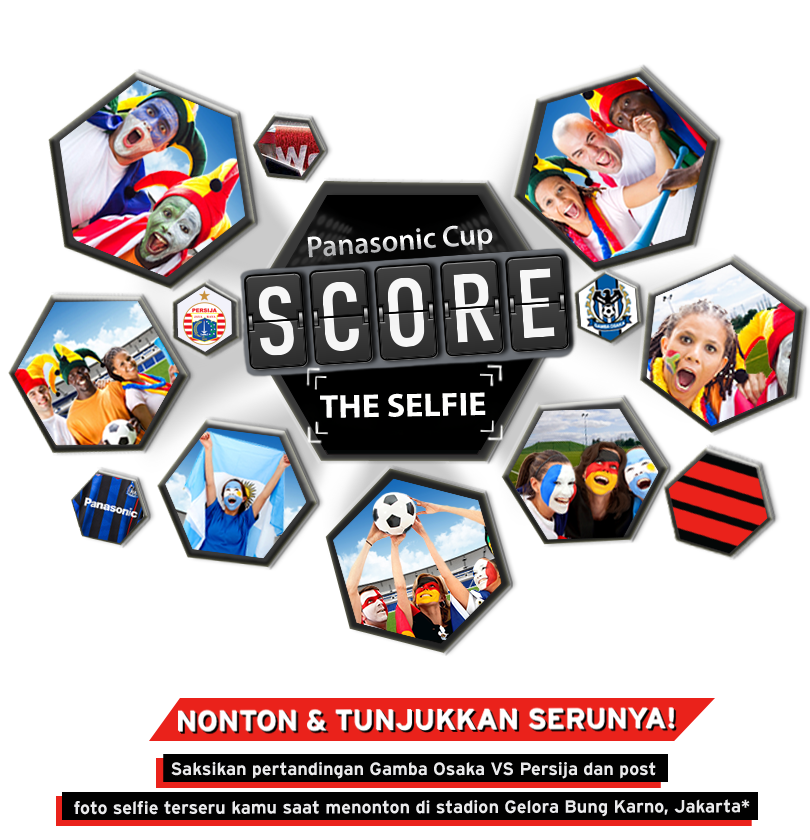 Panasonic Cup
SCORE
THE SELFIE
PERSIJA
GAMBA OSAKA
Panasonic
NONTON & TUNJUKKAN SERUNYA!
Saksikan pertandingan Gamba Osaka VS Persija dan post
foto selfie terseru kamu saat menonton di stadion Gelora Bung Karno, Jakarta*